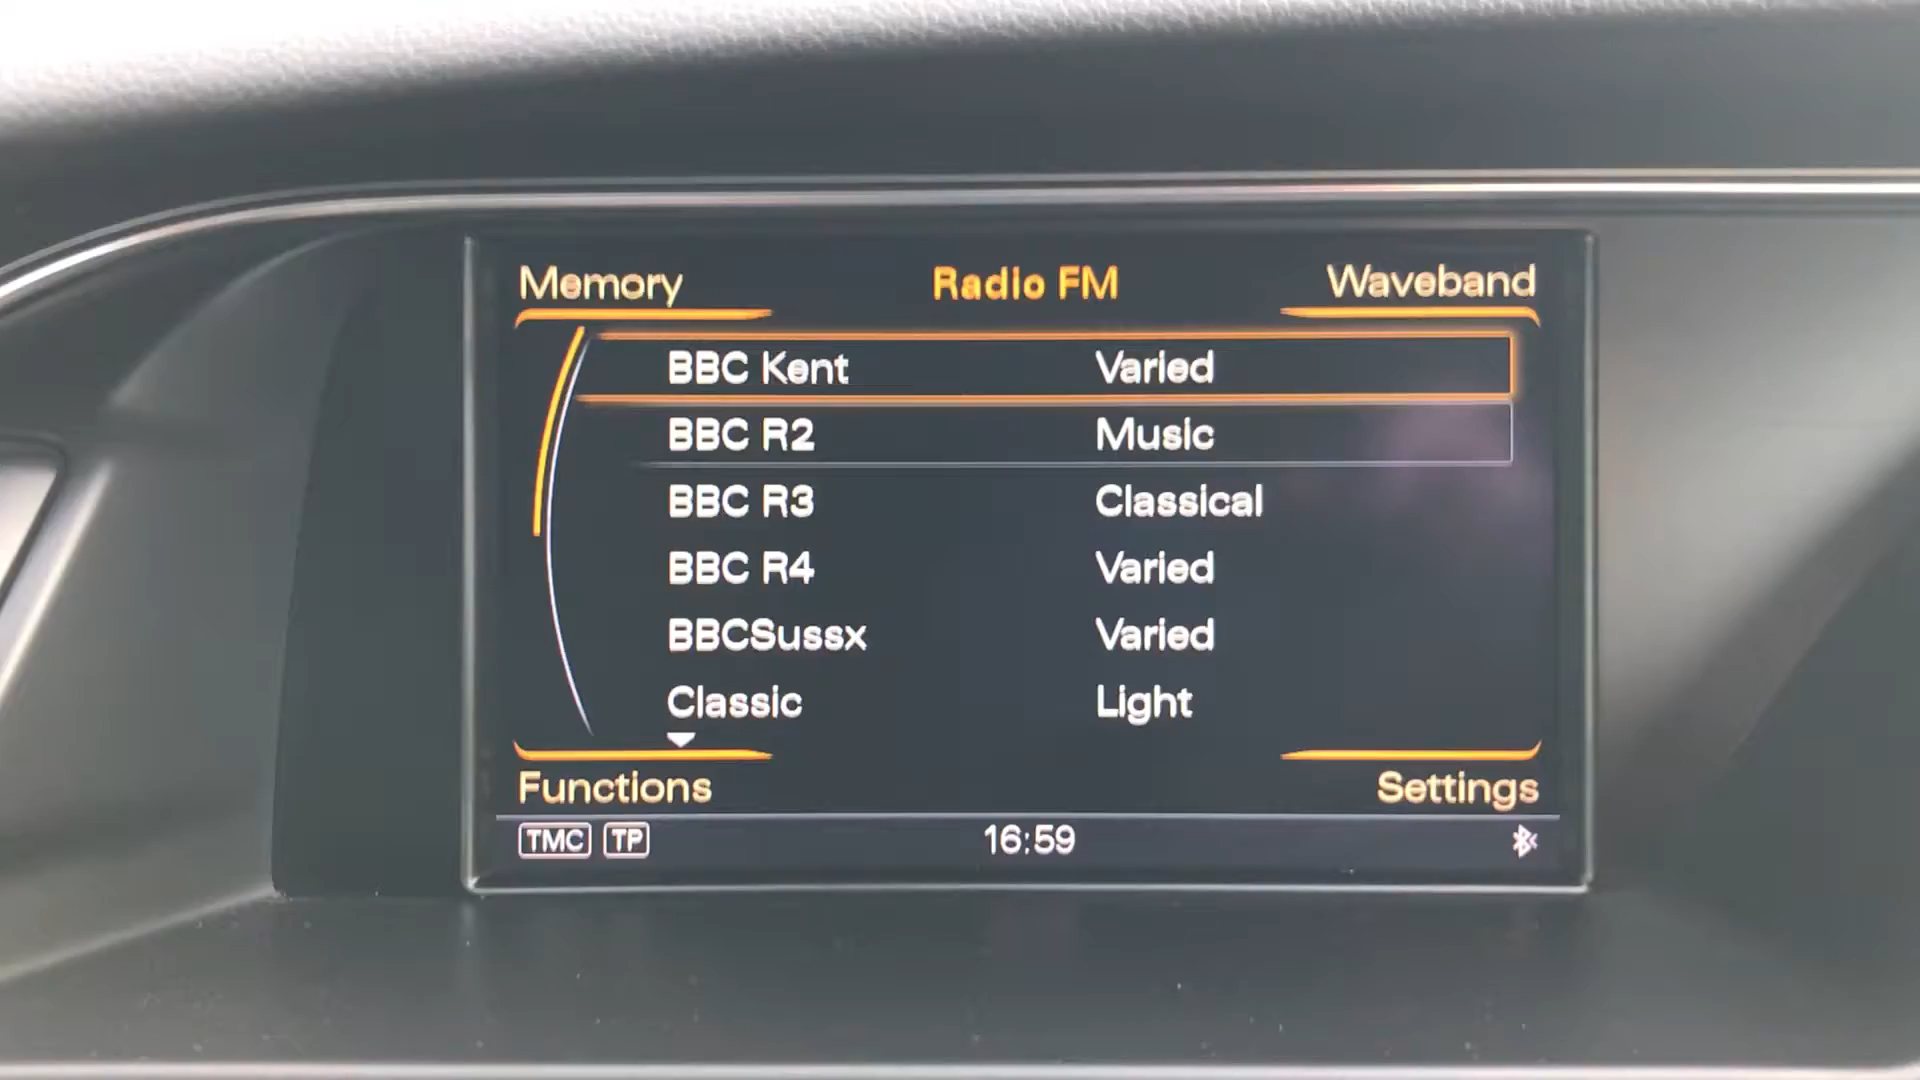 Memory Radio FM Waveband
BBC Kent Varied
BBC R2 Music
BBC R3 Classical
BBC R4 Varied
BBCSussx Varied
Classic Light
Functions Settings
TMC TP 16:59